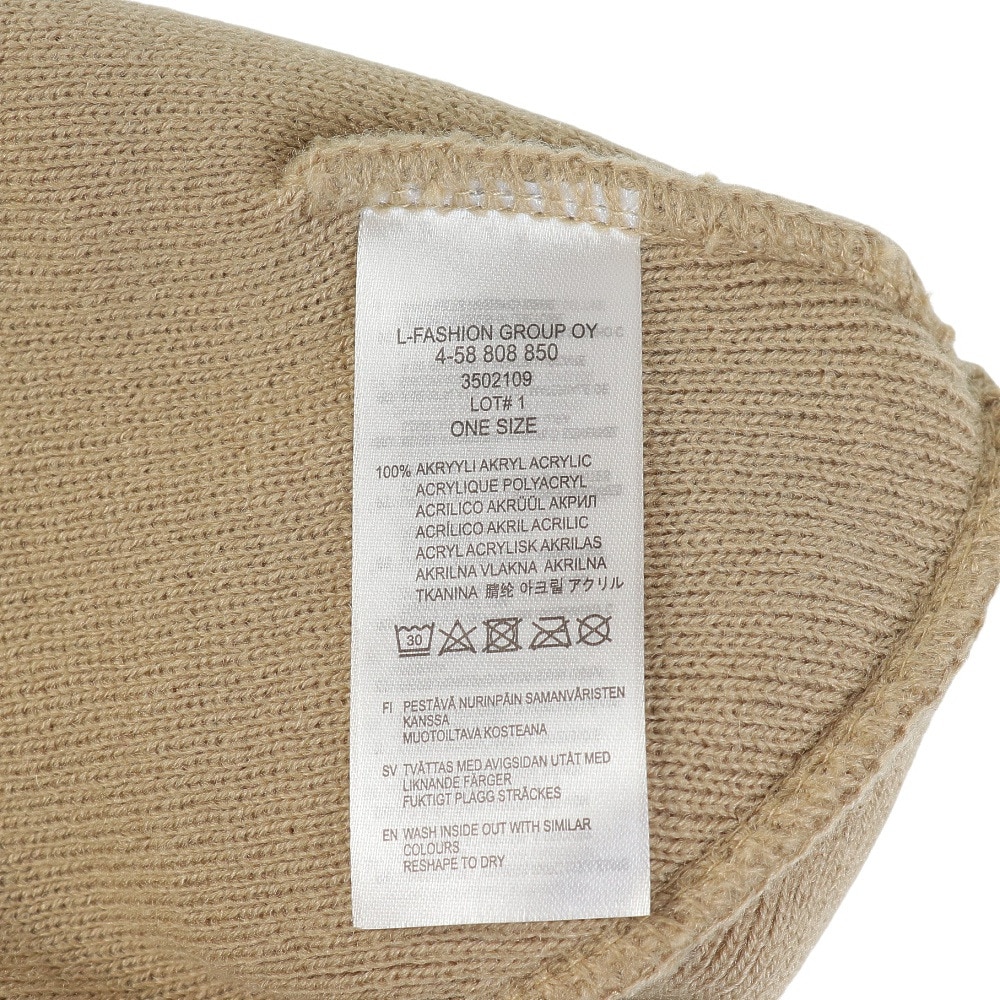 L-FASHION GROUP OY
4-58 808 850
3502109
LOT# 1
ONE SIZE
100% AKRYYLI AKRYL ACRYLIC
ACRYLIQUE POLYACRYL
ACRILICO AKRÜÜL АКРИЛ
ACRÍLICO AKRIL ACRILIC
ACRYL ACRYLISK AKRILAS
AKRILNA VLAKNA AKRILNA
TKANINA 腈纶 아크릴 アクリル
30
FI PESTÄVÄ NURINPÄIN SAMANVÄRISTEN
KANSSA
MUOTOILTAVA KOSTEANA
SV TVÄTTAS MED AVIGSIDAN UTÅT MED
LIKNANDE FÄRGER
FUKTIGT PLAGG STRÄCKES
EN WASH INSIDE OUT WITH SIMILAR
COLOURS
RESHAPE TO DRY